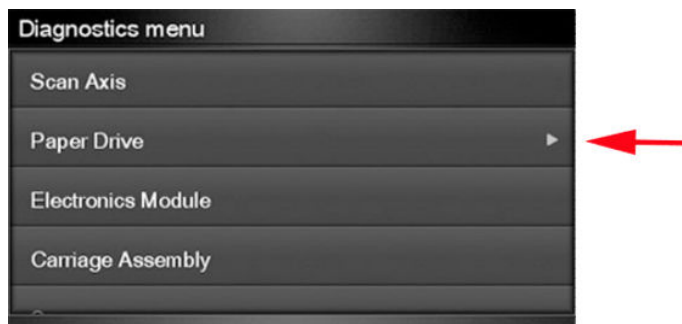 Diagnostics menu
Scan Axis
Paper Drive
Electronics Module
Carriage Assembly